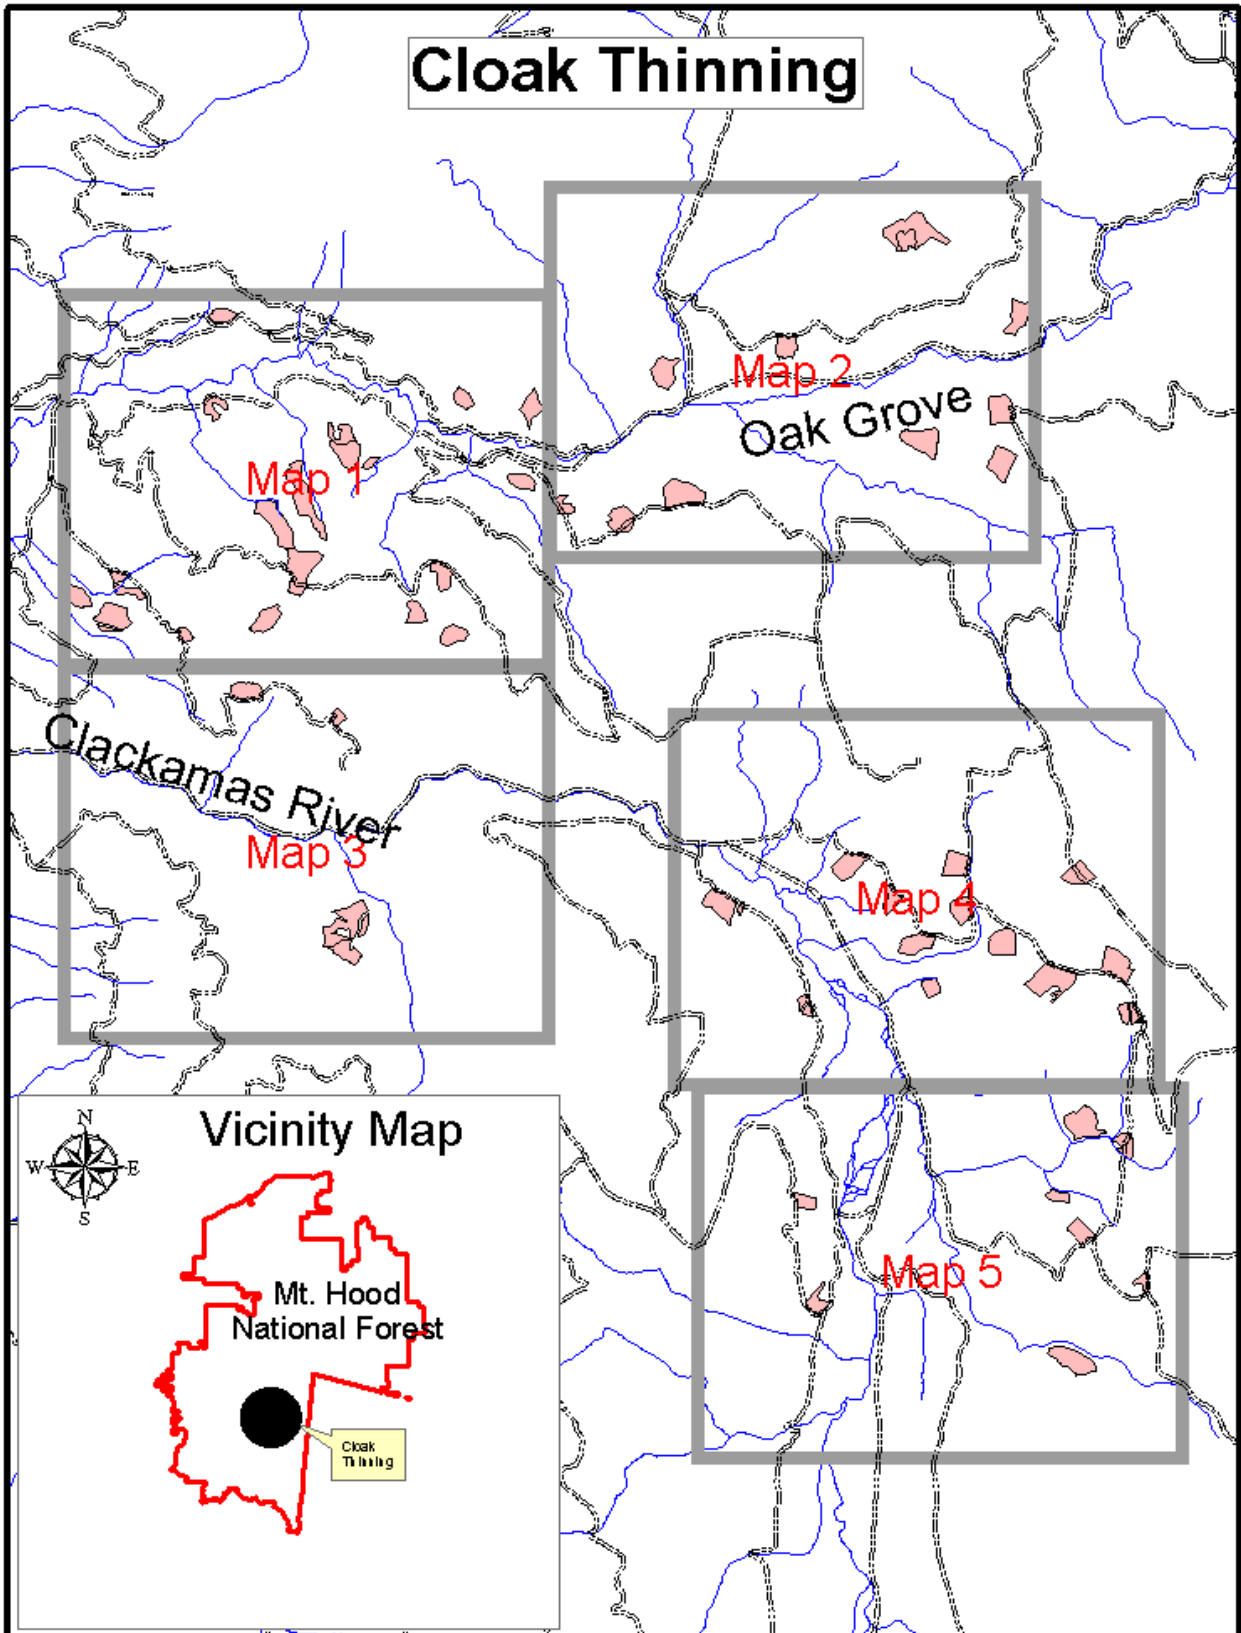 Cloak Thinning
Map 2
Oak Grove
Map 1
Clackamas River
Map 3
Map 4
Map 5
Vicinity Map
N
W
E
S
Mt. Hood
National Forest
Cloak
Thinning